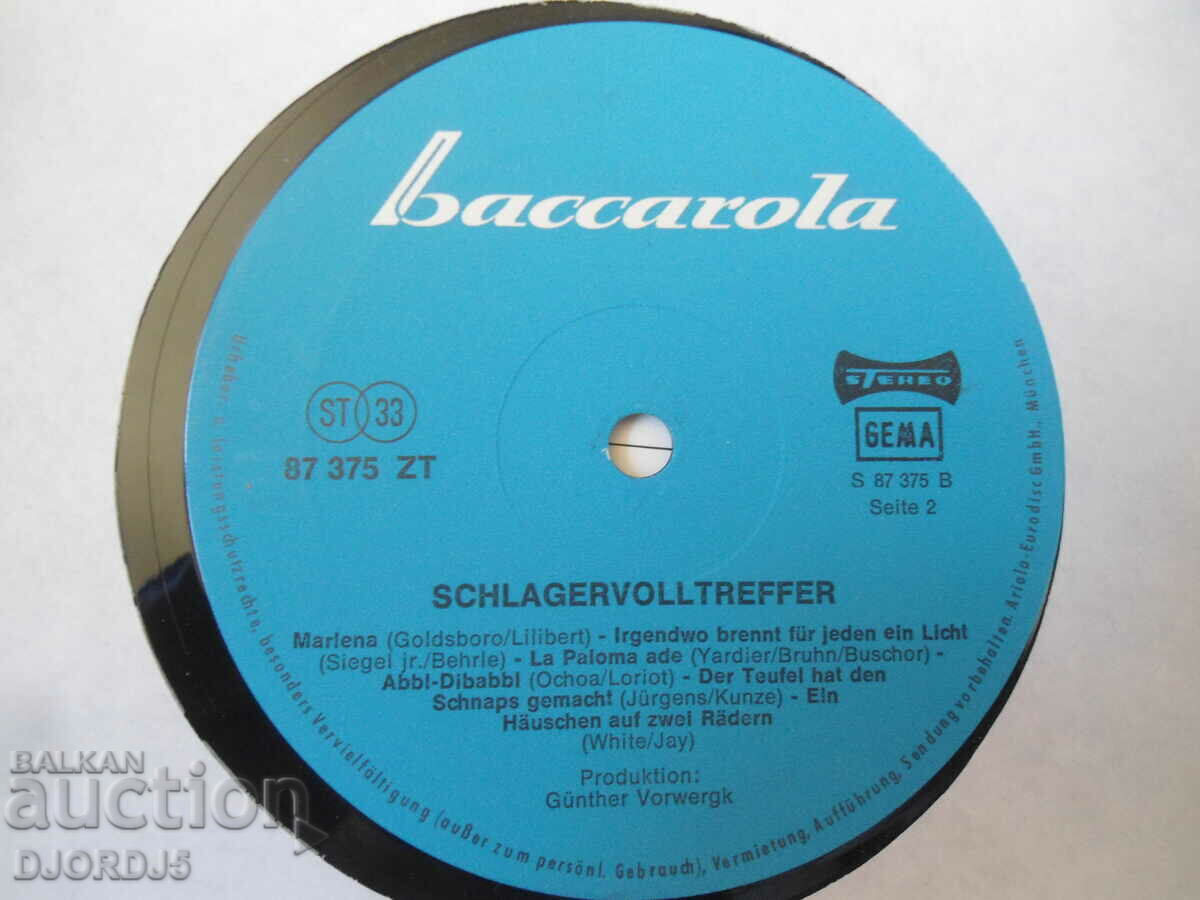 baccarola
STEREO
ST 33
GEMA
87 375 ZT
S 87 375 B
Seite 2
SCHLAGERVOLLTREFFER
Marlena (Goldsboro/Lilibert) - Irgendwo brennt für jeden ein Licht
(Siegel jr./Behrle) - La Paloma ade (Yardier/Bruhn/Buschor) -
Abbl-Dibabbl (Ochoa/Loriot) - Der Teufel hat den
Schnaps gemacht (Jürgens/Kunze) - Ein
Häuschen auf zwei Rädern
(White/Jay)
Produktion:
Günther Vorwergk
Urheber u. leistungsschutzrechte, besonders Vervielfältigung (außer zum persönl. Gebrauch), Vermietung, Aufführung, Sendung vorbehalten. Ariola-Eurodisc GmbH., München
BALKAN
auction
DJORDJ5